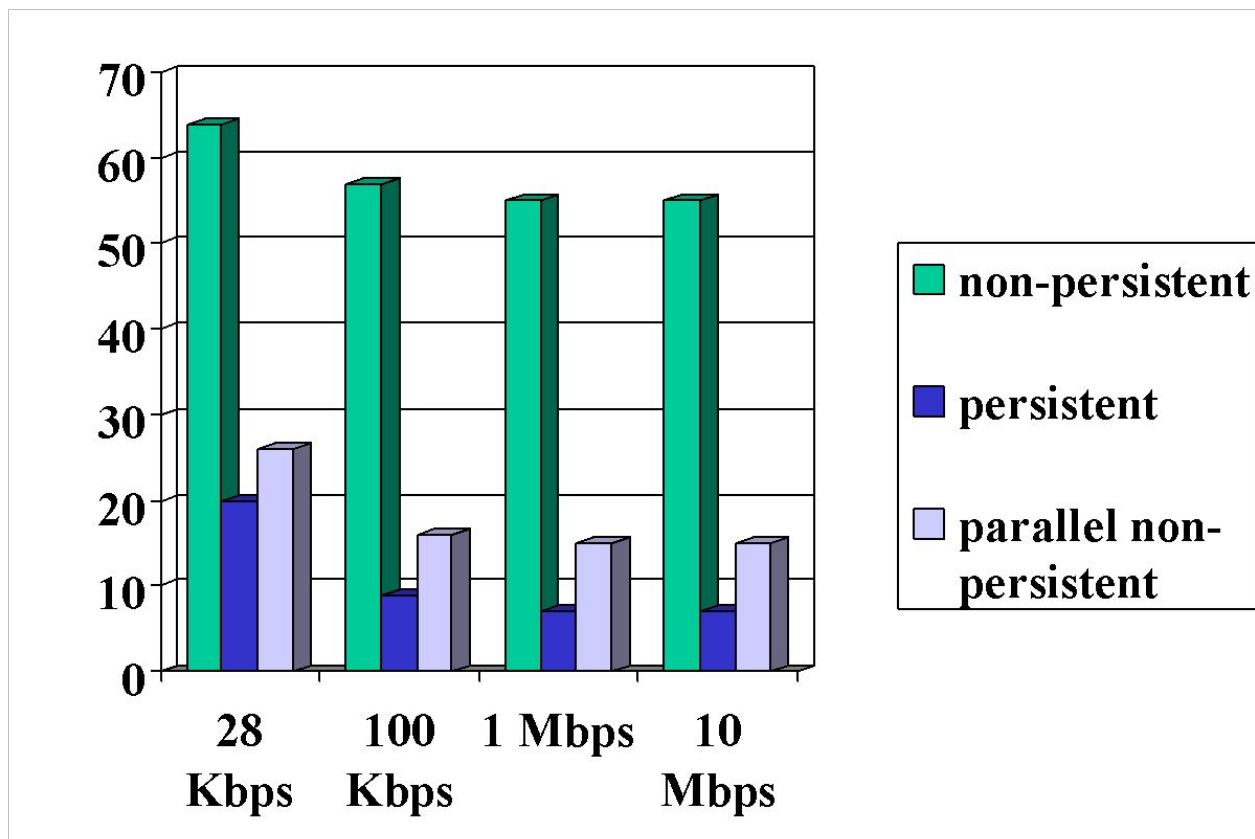 70
60
50
40
30
20
10
0
28
Kbps
100
Kbps
1 Mbps
10
Mbps
non-persistent
persistent
parallel non-
persistent